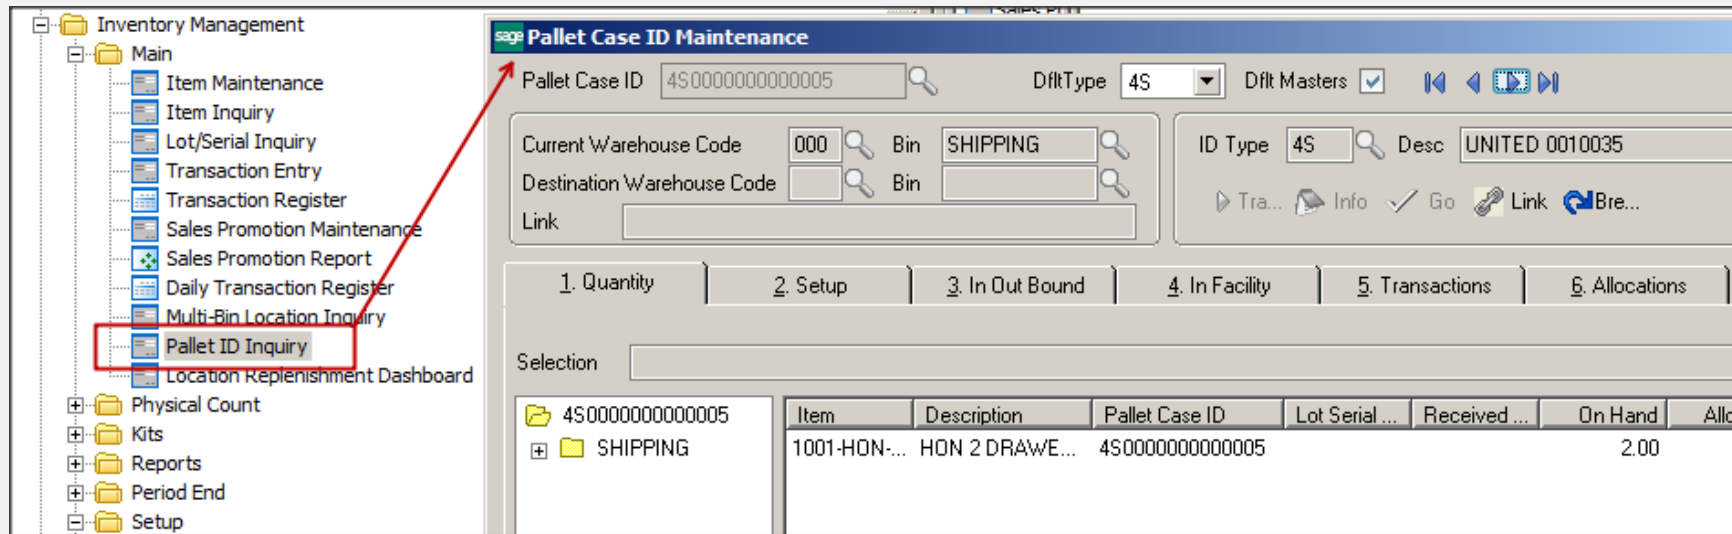 Inventory Management
Main
Item Maintenance
Item Inquiry
Lot/Serial Inquiry
Transaction Entry
Transaction Register
Sales Promotion Maintenance
Sales Promotion Report
Daily Transaction Register
Multi-Bin Location Inquiry
Pallet ID Inquiry
Location Replenishment Dashboard
Physical Count
Kits
Reports
Period End
Setup
sage Pallet Case ID Maintenance
Pallet Case ID 4S0000000000005 DfltType 4S Dflt Masters
Current Warehouse Code 000 Bin SHIPPING
Destination Warehouse Code Bin
Link
ID Type 4S Desc UNITED 0010035
Tra... Info Go Link Bre...
1. Quantity 2. Setup 3. In Out Bound 4. In Facility 5. Transactions 6. Allocations
Selection
4S0000000000005
SHIPPING
Item Description Pallet Case ID Lot Serial ... Received ... On Hand
1001-HON-... HON 2 DRAWE... 4S0000000000005 2.00